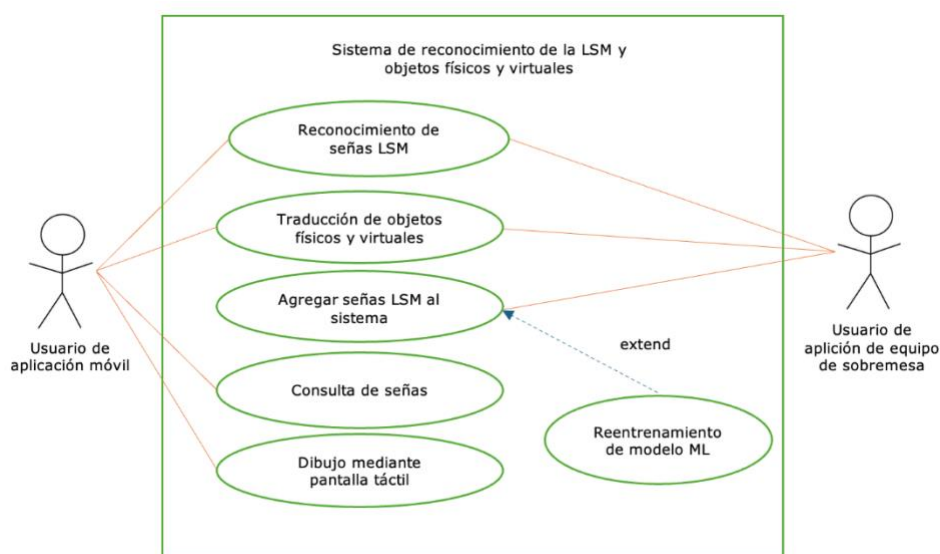 Sistema de reconocimiento de la LSM y
objetos físicos y virtuales
Reconocimiento de
señas LSM
Traducción de objetos
físicos y virtuales
Agregar señas LSM al
sistema
Usuario de
aplicación móvil
extend
Usuario de
aplición de equipo
de sobremesa
Consulta de señas
Reentrenamiento
de modelo ML
Dibujo mediante
pantalla táctil